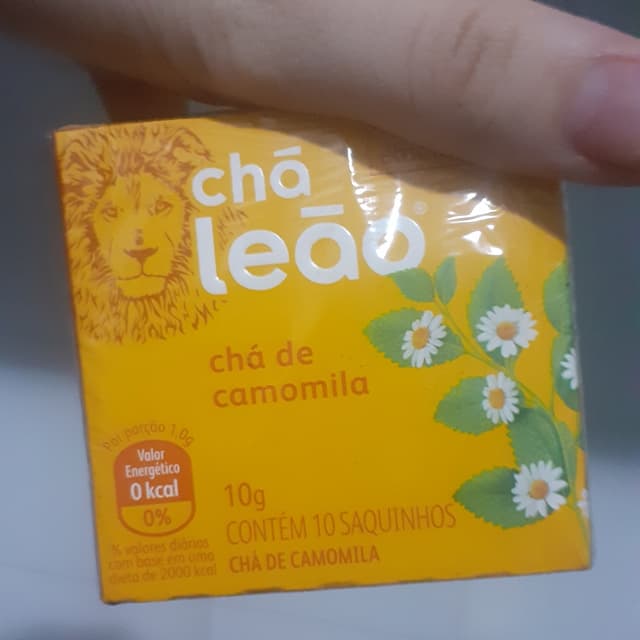 chá
leão®
chá de
camomila
Por porção 1,0g
Valor
Energético
0 kcal
0%
% valores diários
com base em uma
dieta de 2000 kcal
10g
CONTÉM 10 SAQUINHOS
CHÁ DE CAMOMILA